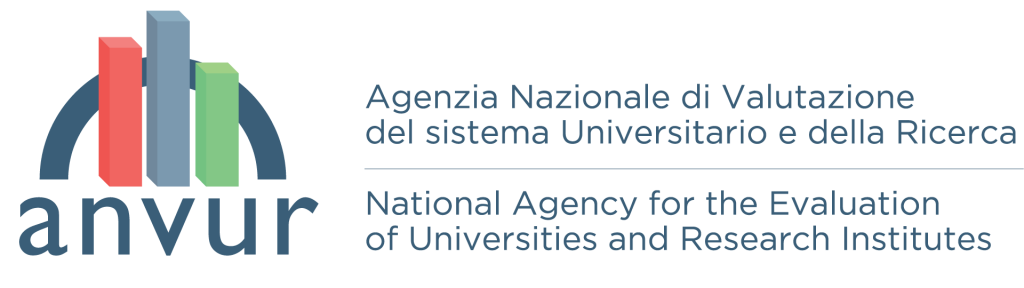 anvur
Agenzia Nazionale di Valutazione
del sistema Universitario e della Ricerca
National Agency for the Evaluation
of Universities and Research Institutes